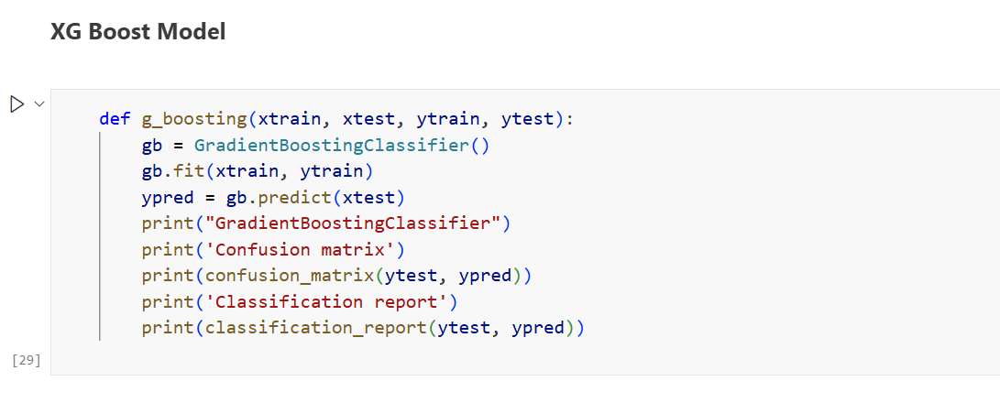 XG Boost Model
def g_boosting(xtrain, xtest, ytrain, ytest):
gb = GradientBoostingClassifier()
gb.fit(xtrain, ytrain)
ypred = gb.predict(xtest)
print("GradientBoostingClassifier")
print('Confusion matrix')
print(confusion_matrix(ytest, ypred))
print('Classification report')
print(classification_report(ytest, ypred))
[29]